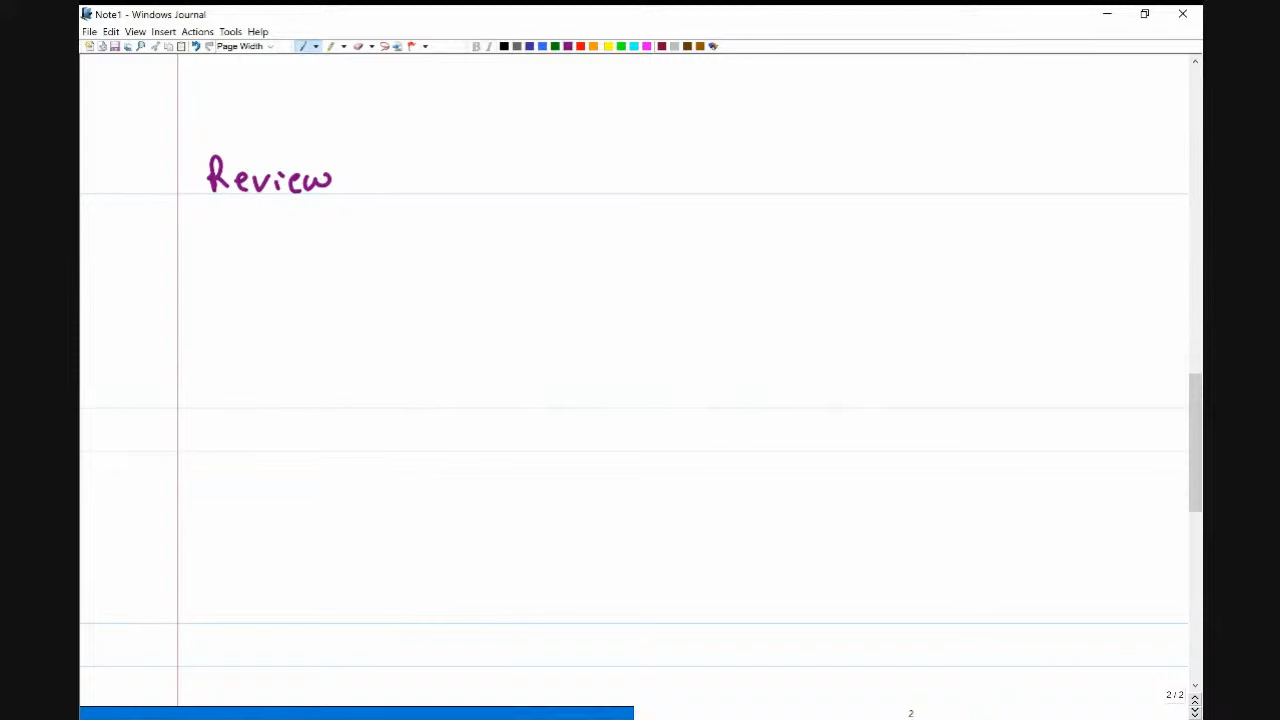 Note1 - Windows Journal
File Edit View Insert Actions Tools Help
Page Width B I
Review
2 / 2
2